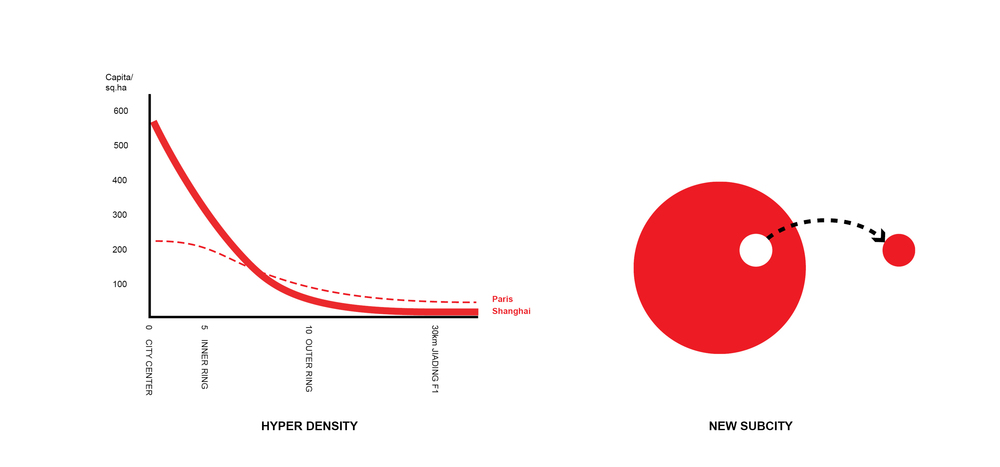 Capita/
sq.ha
600
500
400
300
200
100
Paris
Shanghai
0 CITY CENTER
5 INNER RING
10 OUTER RING
30km JIADING F1
HYPER DENSITY
NEW SUBCITY